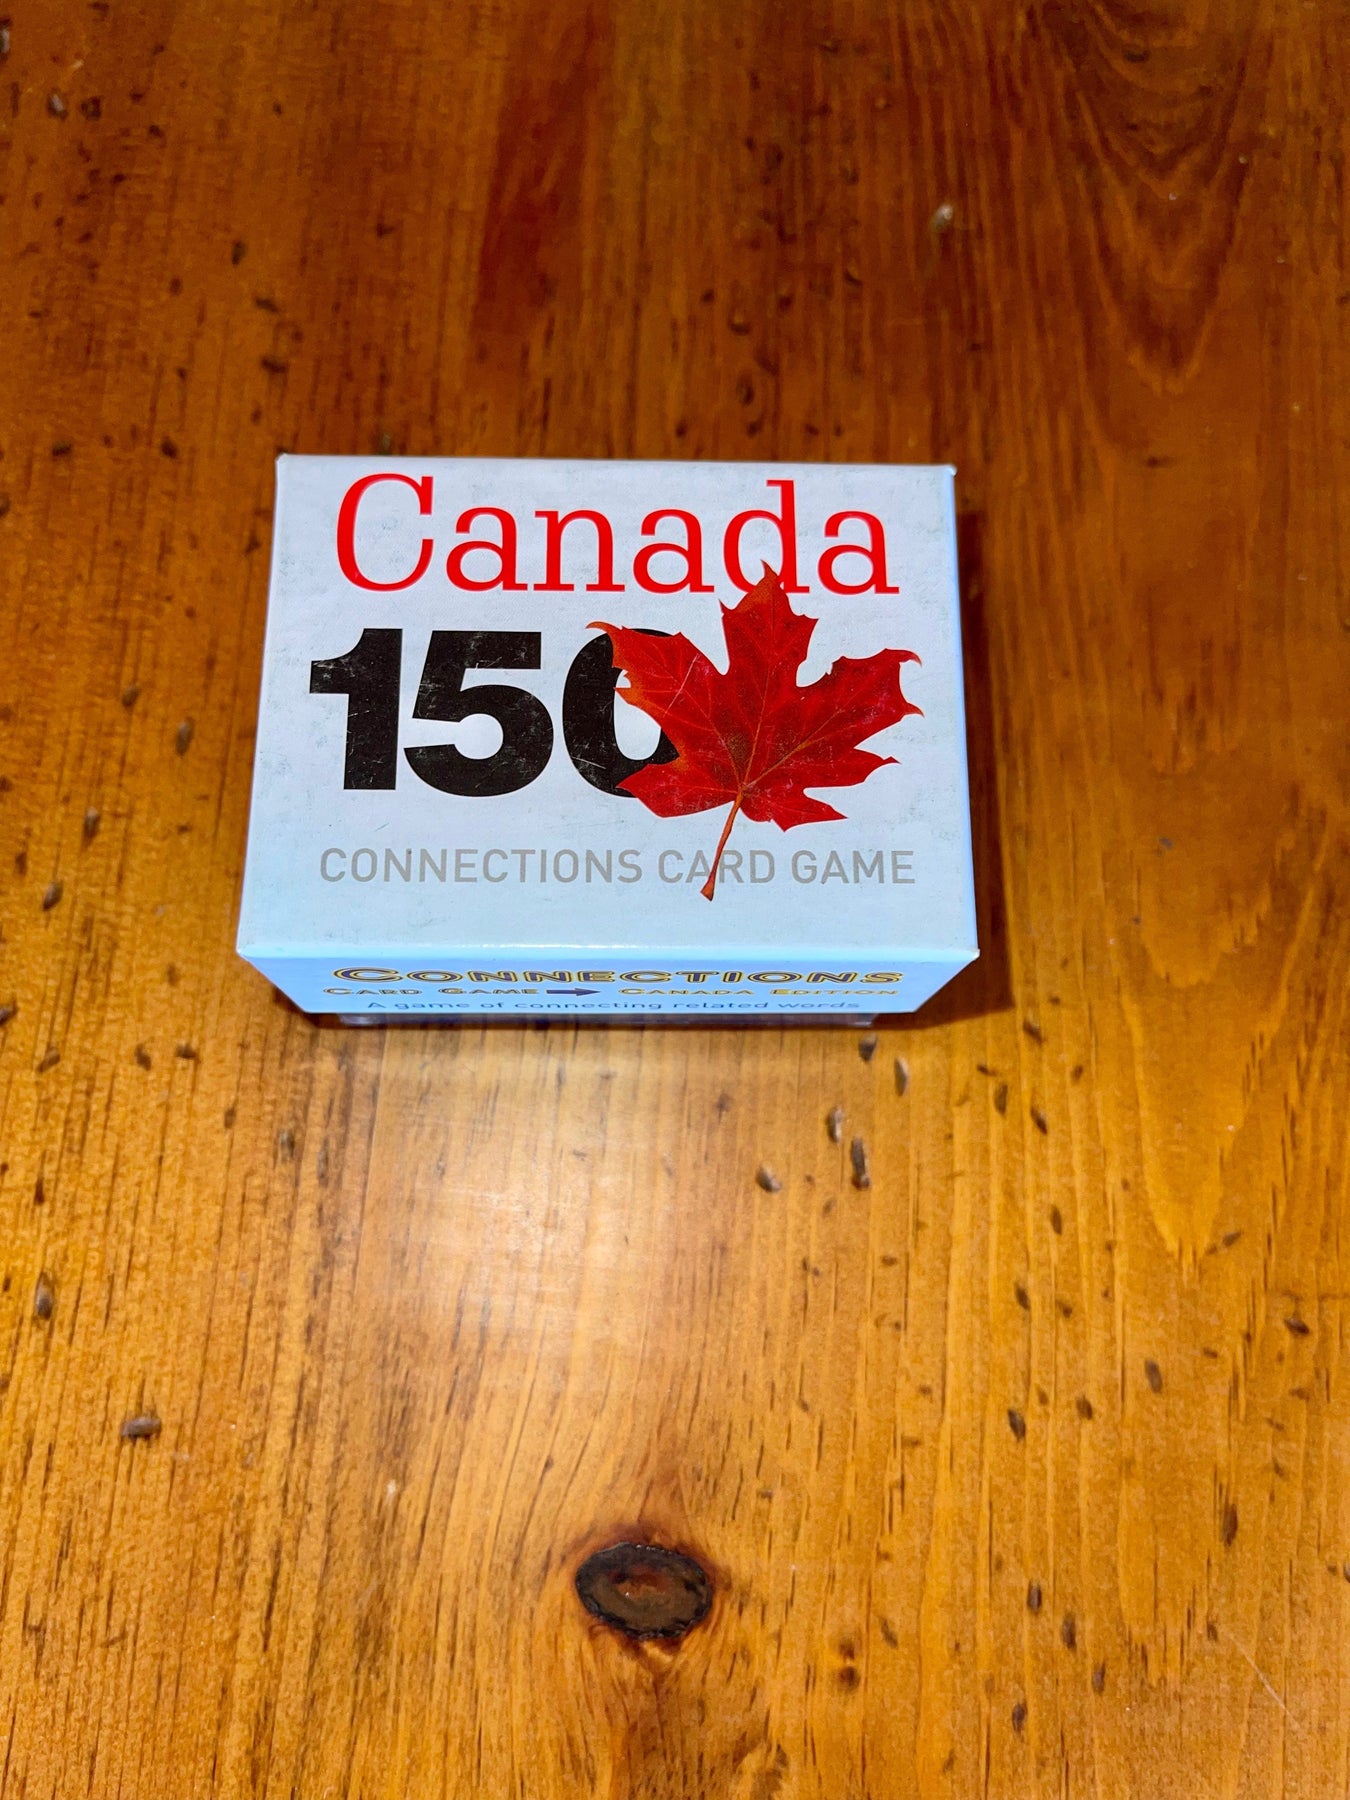 Canada
150
CONNECTIONS CARD GAME
CONNECTIONS
CARD GAME CANADA EDITION
A game of connecting related words